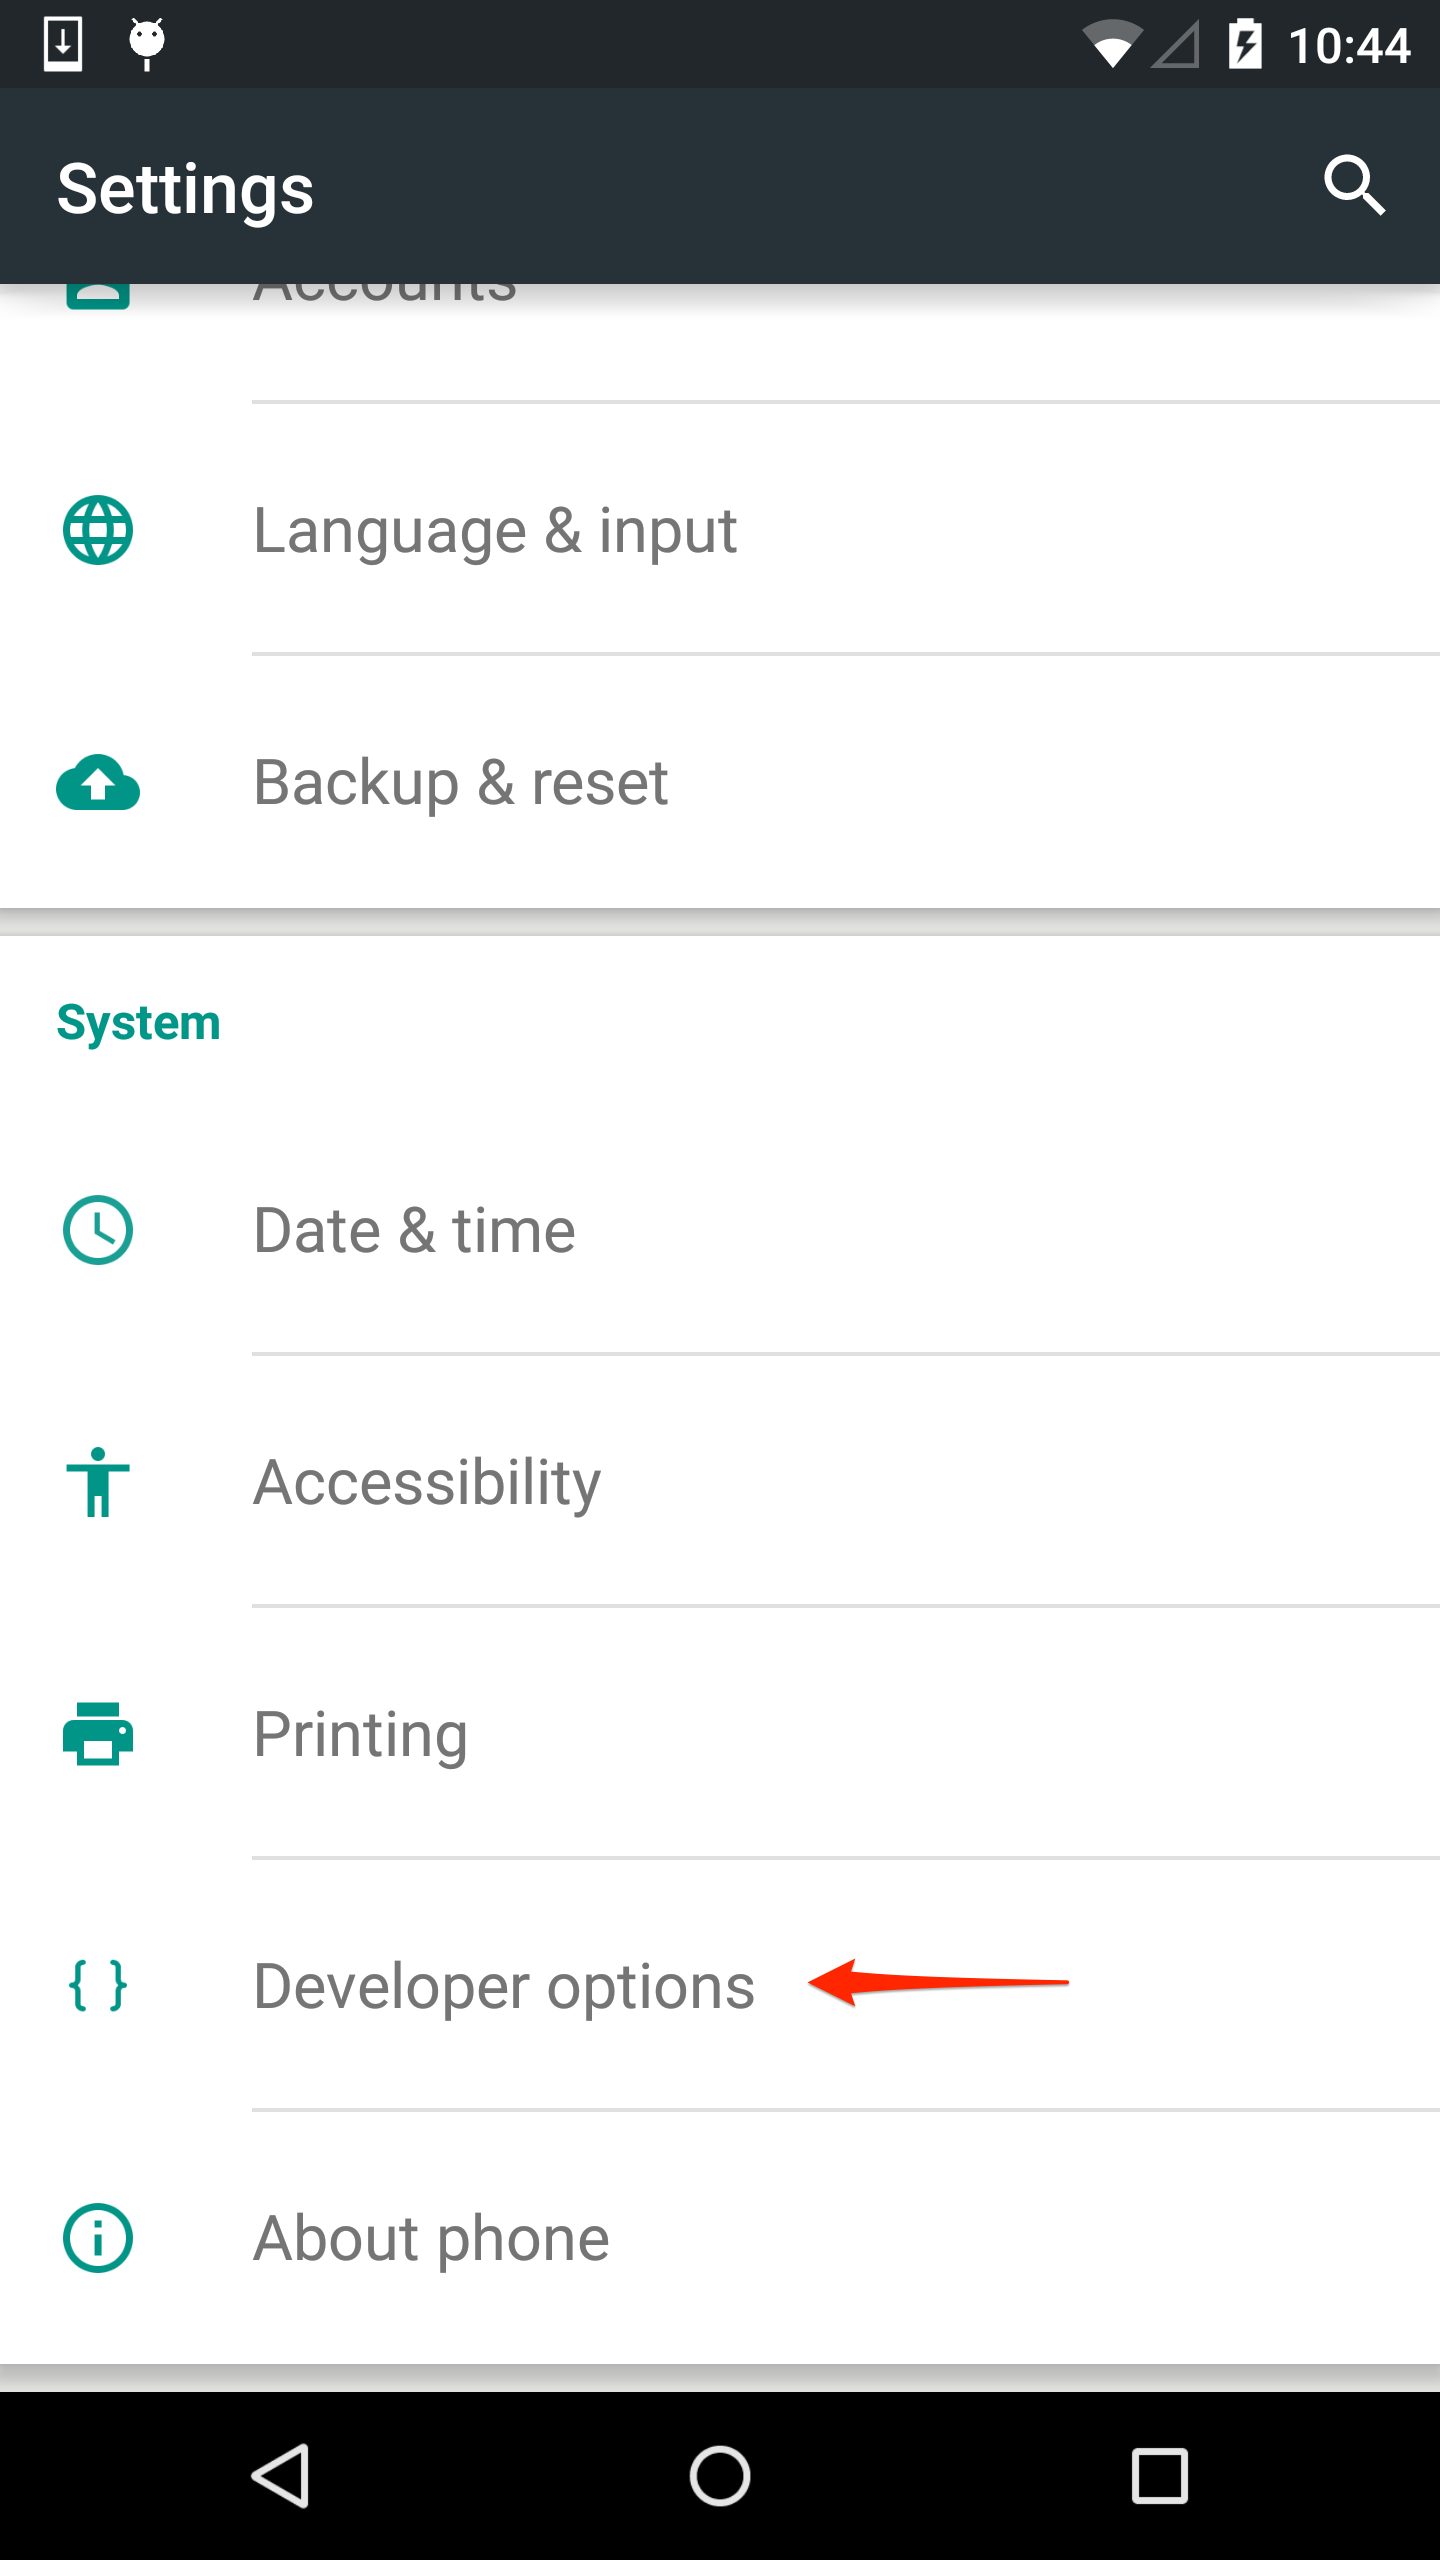 10:44
Settings
Accounts
Language & input
Backup & reset
System
Date & time
Accessibility
Printing
{ } Developer options
About phone